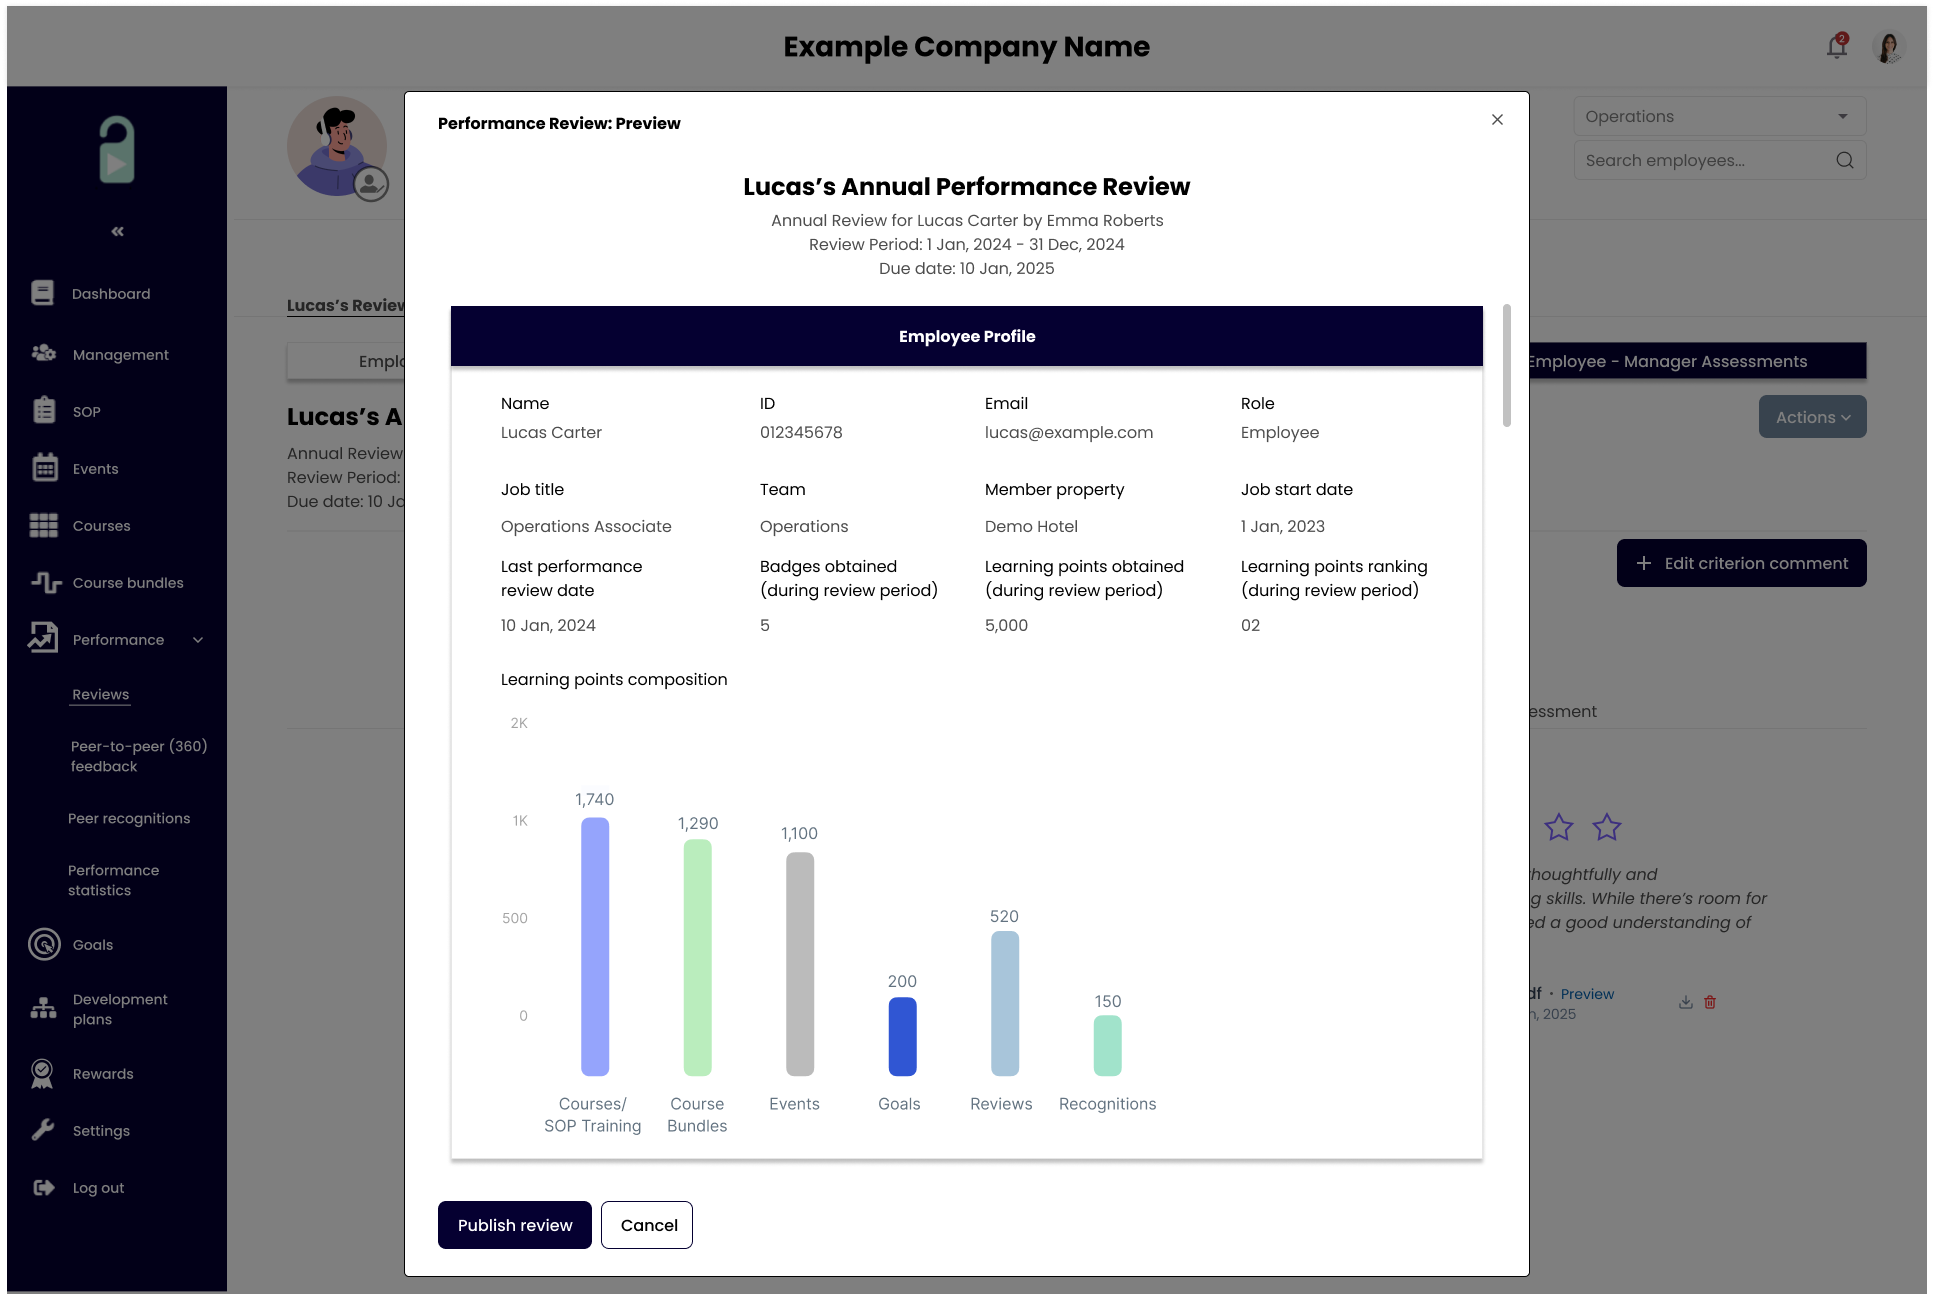 Example Company Name
2
Operations
Search employees...
«
Dashboard
Management
SOP
Events
Courses
Course bundles
Performance
Reviews
Peer-to-peer (360)
feedback
Peer recognitions
Performance
statistics
Goals
Development
plans
Rewards
Settings
Log out
Lucas's Review
Lucas's A
Annual Review
Review Period:
Due date: 10 Ja
Performance Review: Preview
Lucas's Annual Performance Review
Annual Review for Lucas Carter by Emma Roberts
Review Period: 1 Jan, 2024 - 31 Dec, 2024
Due date: 10 Jan, 2025
Employee Profile
Name
Lucas Carter
ID
012345678
Email
lucas@example.com
Role
Employee
Job title
Operations Associate
Team
Operations
Member property
Demo Hotel
Job start date
1 Jan, 2023
Last performance
review date
10 Jan, 2024
Badges obtained
(during review period)
5
Learning points obtained
(during review period)
5,000
Learning points ranking
(during review period)
02
Learning points composition
2K
1K
500
0
1,740
1,290
1,100
200
520
150
Courses/
SOP Training
Course
Bundles
Events
Goals
Reviews
Recognitions
Publish review
Cancel
Employee - Manager Assessments
Actions
+ Edit criterion comment
thoughtfully and
skills. While there's room for
a good understanding of
· Preview
2025